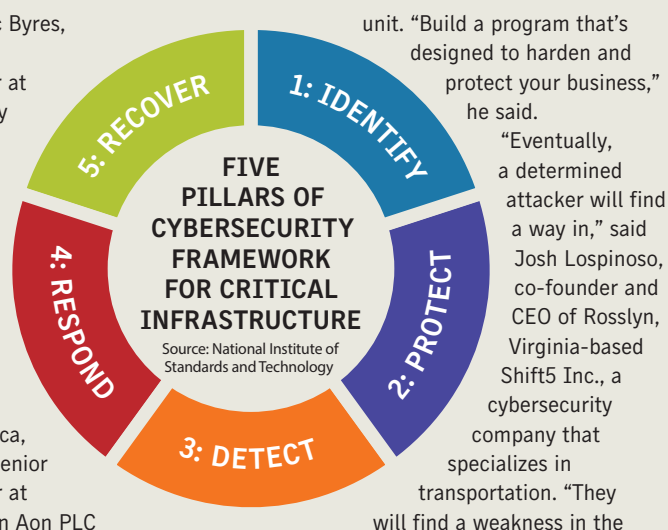 Byres,
at
unit. “Build a program that’s
designed to harden and
protect your business,”
he said.
“Eventually,
a determined
attacker will find
a way in,” said
Josh Lospinoso,
co-founder and
CEO of Rosslyn,
Virginia-based
Shift5 Inc., a
cybersecurity
company that
specializes in
transportation. “They
will find a weakness in the
FIVE
PILLARS OF
CYBERSECURITY
FRAMEWORK
FOR CRITICAL
INFRASTRUCTURE
Source: National Institute of
Standards and Technology
1: IDENTIFY
2: PROTECT
3: DETECT
4: RESPOND
5: RECOVER
at
Aon PLC